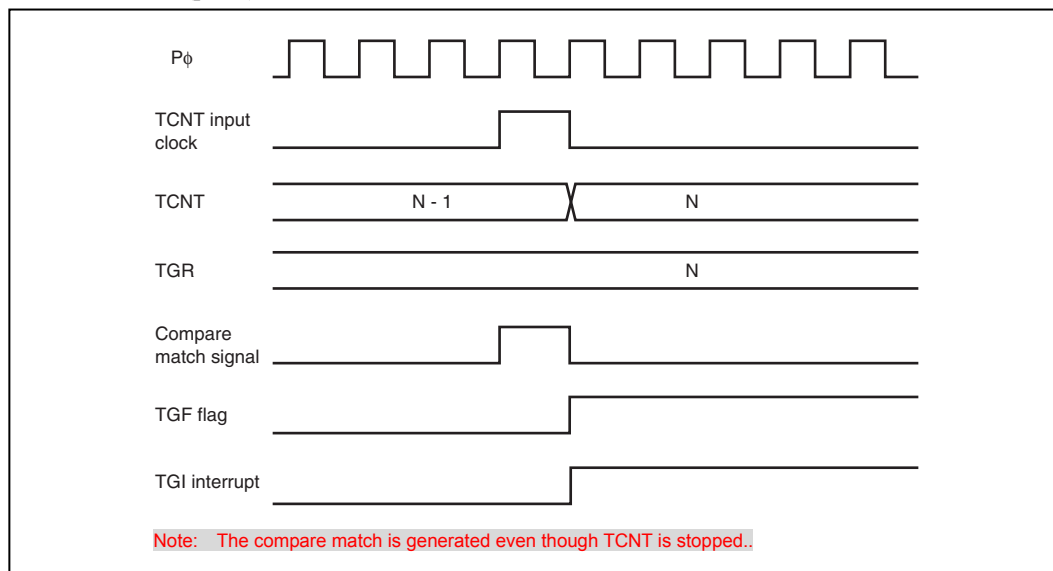 Pϕ
TCNT input
clock
TCNT
N - 1
N
TGR
N
Compare
match signal
TGF flag
TGI interrupt
Note: The compare match is generated even though TCNT is stopped..